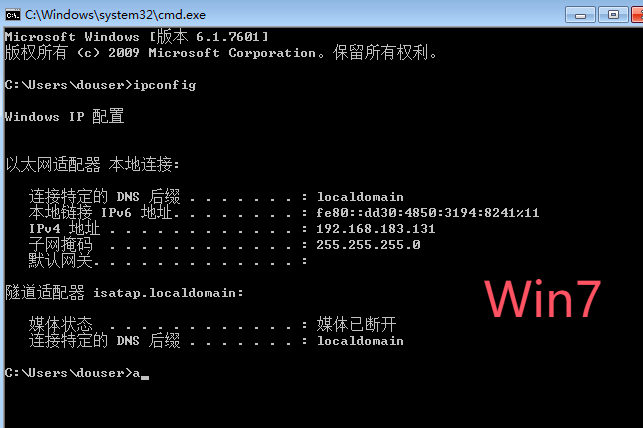 C:\Windows\system32\cmd.exe
Microsoft Windows [版本 6.1.7601]
版权所有 (c) 2009 Microsoft Corporation。保留所有权利。
C:\Users\douser>ipconfig
Windows IP 配置
以太网适配器 本地连接:
连接特定的 DNS 后缀 . . . . . . . : localdomain
本地链接 IPv6 地址. . . . . . . . : fe80::dd30:4850:3194:8241%11
IPv4 地址 . . . . . . . . . . . . : 192.168.183.131
子网掩码  . . . . . . . . . . . . : 255.255.255.0
默认网关. . . . . . . . . . . . . :
隧道适配器 isatap.localdomain:
媒体状态  . . . . . . . . . . . . : 媒体已断开
连接特定的 DNS 后缀 . . . . . . . : localdomain
C:\Users\douser>a_
Win7